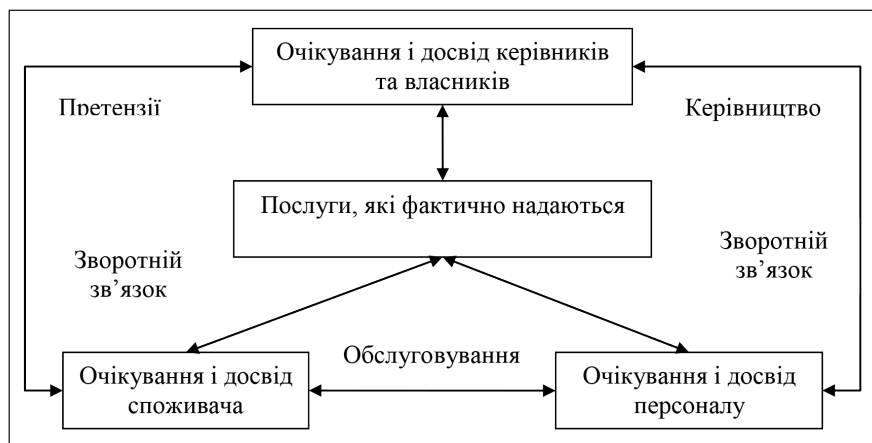 Очікування і досвід керівників
та власників
Претензії
Керівництво
Послуги, які фактично надаються
Зворотній
зв’язок
Зворотній
зв’язок
Обслуговування
Очікування і досвід
споживача
Очікування і досвід
персоналу